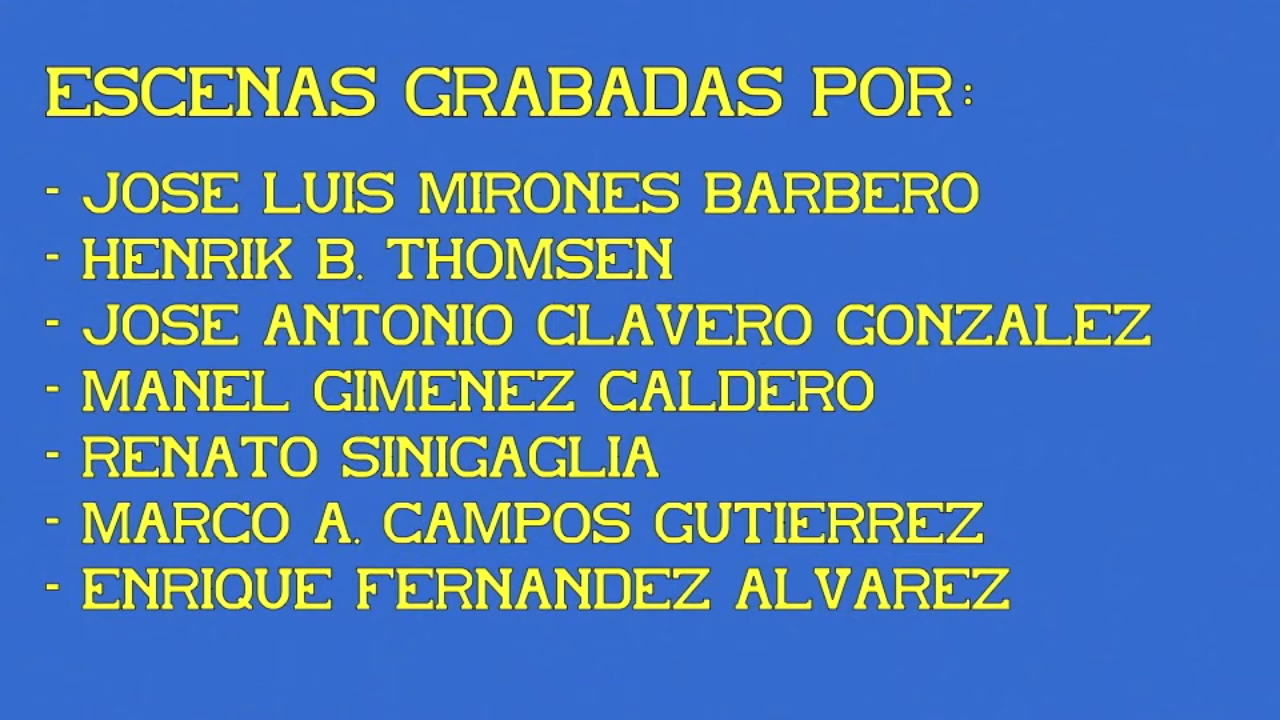 ESCENAS GRABADAS POR:
- JOSE LUIS MIRONES BARBERO
- HENRIK B. THOMSEN
- JOSE ANTONIO CLAVERO GONZALEZ
- MANEL GIMENEZ CALDERO
- RENATO SINIGAGLIA
- MARCO A. CAMPOS GUTIERREZ
- ENRIQUE FERNANDEZ ALVAREZ